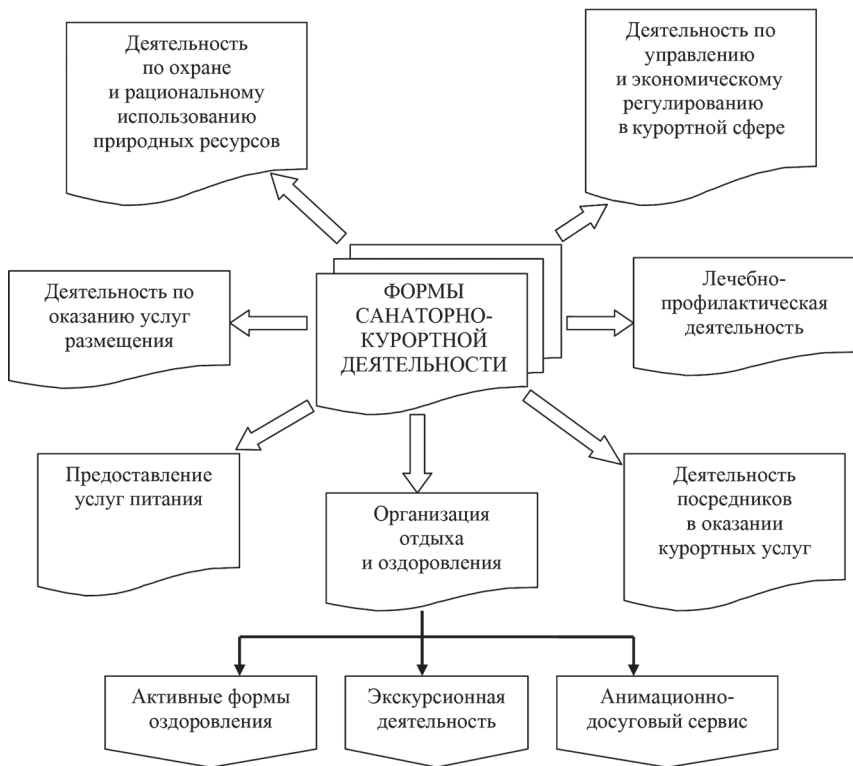 Деятельность
по охране
и рациональному
использованию
природных ресурсов
Деятельность по
управлению
и экономическому
регулированию
в курортной сфере
Деятельность по
оказанию услуг
размещения
ФОРМЫ
САНАТОРНО-
КУРОРТНОЙ
ДЕЯТЕЛЬНОСТИ
Лечебно-
профилактическая
деятельность
Предоставление
услуг питания
Организация
отдыха
и оздоровления
Деятельность
посредников
в оказании
курортных услуг
Активные формы
оздоровления
Экскурсионная
деятельность
Анимационно-
досуговый сервис